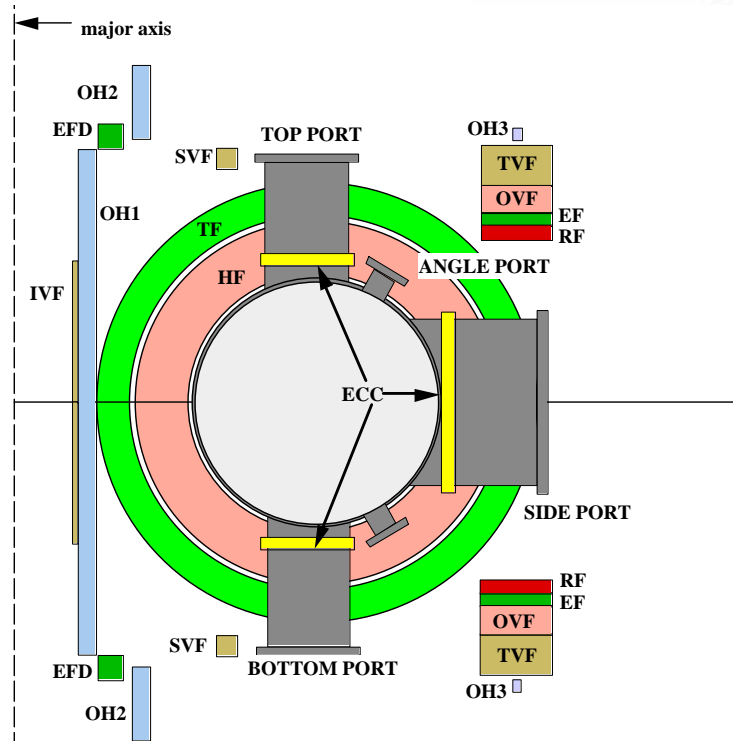 major axis
OH2
EFD
SVF
TOP PORT
OH3
TVF
OVF
EF
RF
OH1
TF
HF
ANGLE PORT
IVF
ECC
SIDE PORT
RF
EF
OVF
TVF
OH3
SVF
BOTTOM PORT
EFD
OH2